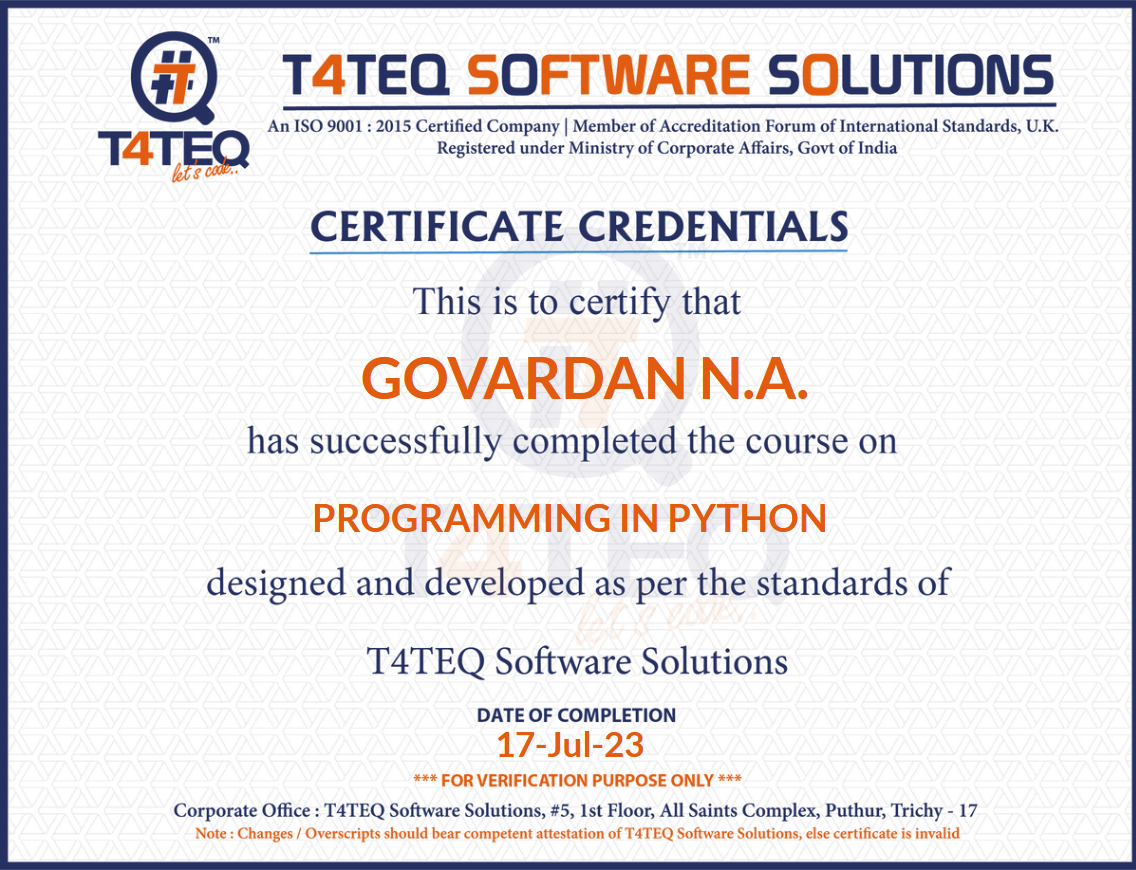 T4TEQ SOFTWARE SOLUTIONS
An ISO 9001 : 2015 Certified Company | Member of Accreditation Forum of International Standards, U.K.
Registered under Ministry of Corporate Affairs, Govt of India
#T ™
T4TEQ
let's code..
CERTIFICATE CREDENTIALS
This is to certify that
GOVARDAN N.A.
has successfully completed the course on
PROGRAMMING IN PYTHON
designed and developed as per the standards of
T4TEQ Software Solutions
DATE OF COMPLETION
17-Jul-23
*** FOR VERIFICATION PURPOSE ONLY ***
Corporate Office : T4TEQ Software Solutions, #5, 1st Floor, All Saints Complex, Puthur, Trichy - 17
Note : Changes / Overscripts should bear competent attestation of T4TEQ Software Solutions, else certificate is invalid